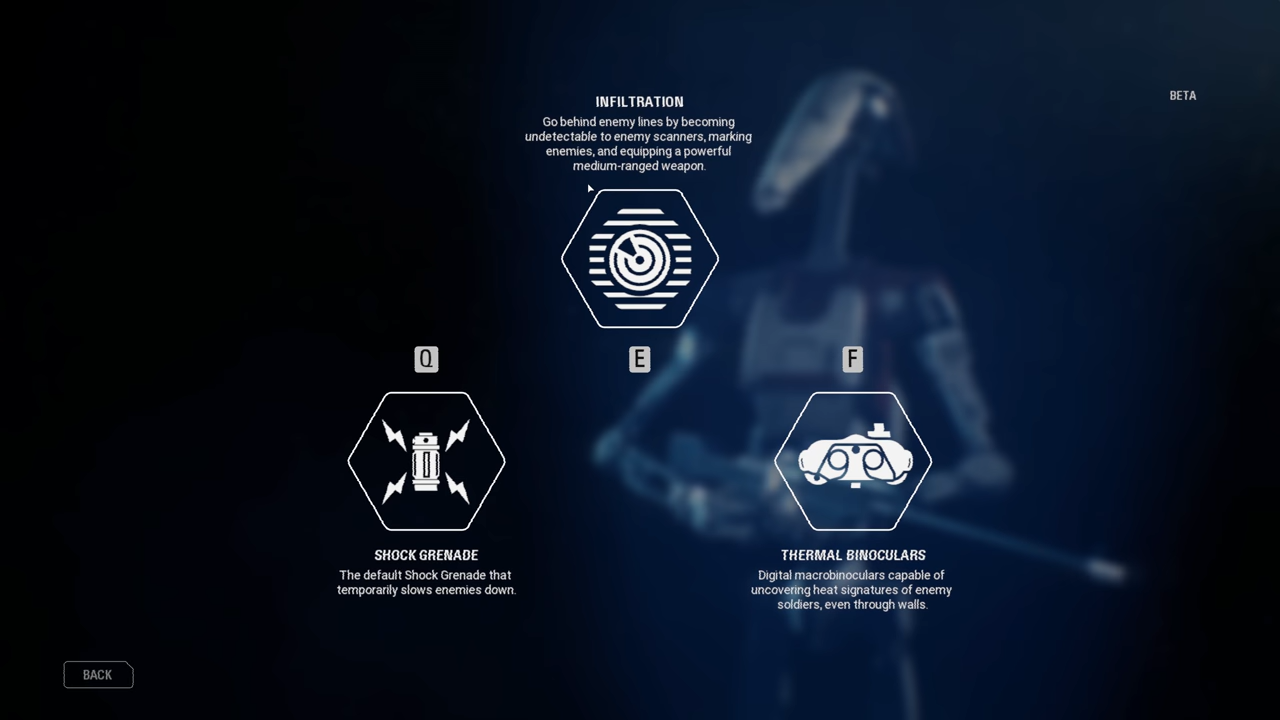 BETA
INFILTRATION
Go behind enemy lines by becoming
undetectable to enemy scanners, marking
enemies, and equipping a powerful
medium-ranged weapon.
Q
E
F
SHOCK GRENADE
The default Shock Grenade that
temporarily slows enemies down.
THERMAL BINOCULARS
Digital macrobinoculars capable of
uncovering heat signatures of enemy
soldiers, even through walls.
BACK